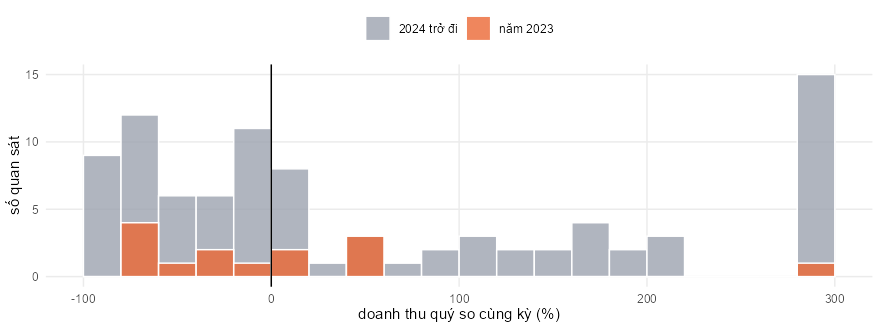 2024 trở đi
năm 2023
số quan sát
15
10
5
0
-100
0
100
200
300
doanh thu quý so cùng kỳ (%)